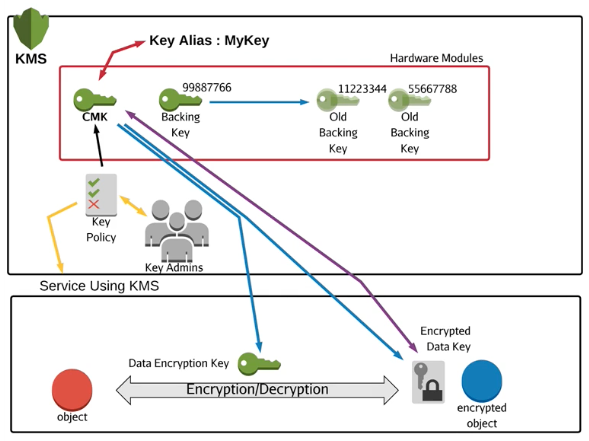 KMS
Key Alias : MyKey
Hardware Modules
CMK
99887766
Backing
Key
11223344
Old
Backing
Key
55667788
Old
Backing
Key
Key
Policy
Key Admins
Service Using KMS
Data Encryption Key
Encrypted
Data Key
Encryption/Decryption
object
encrypted
object